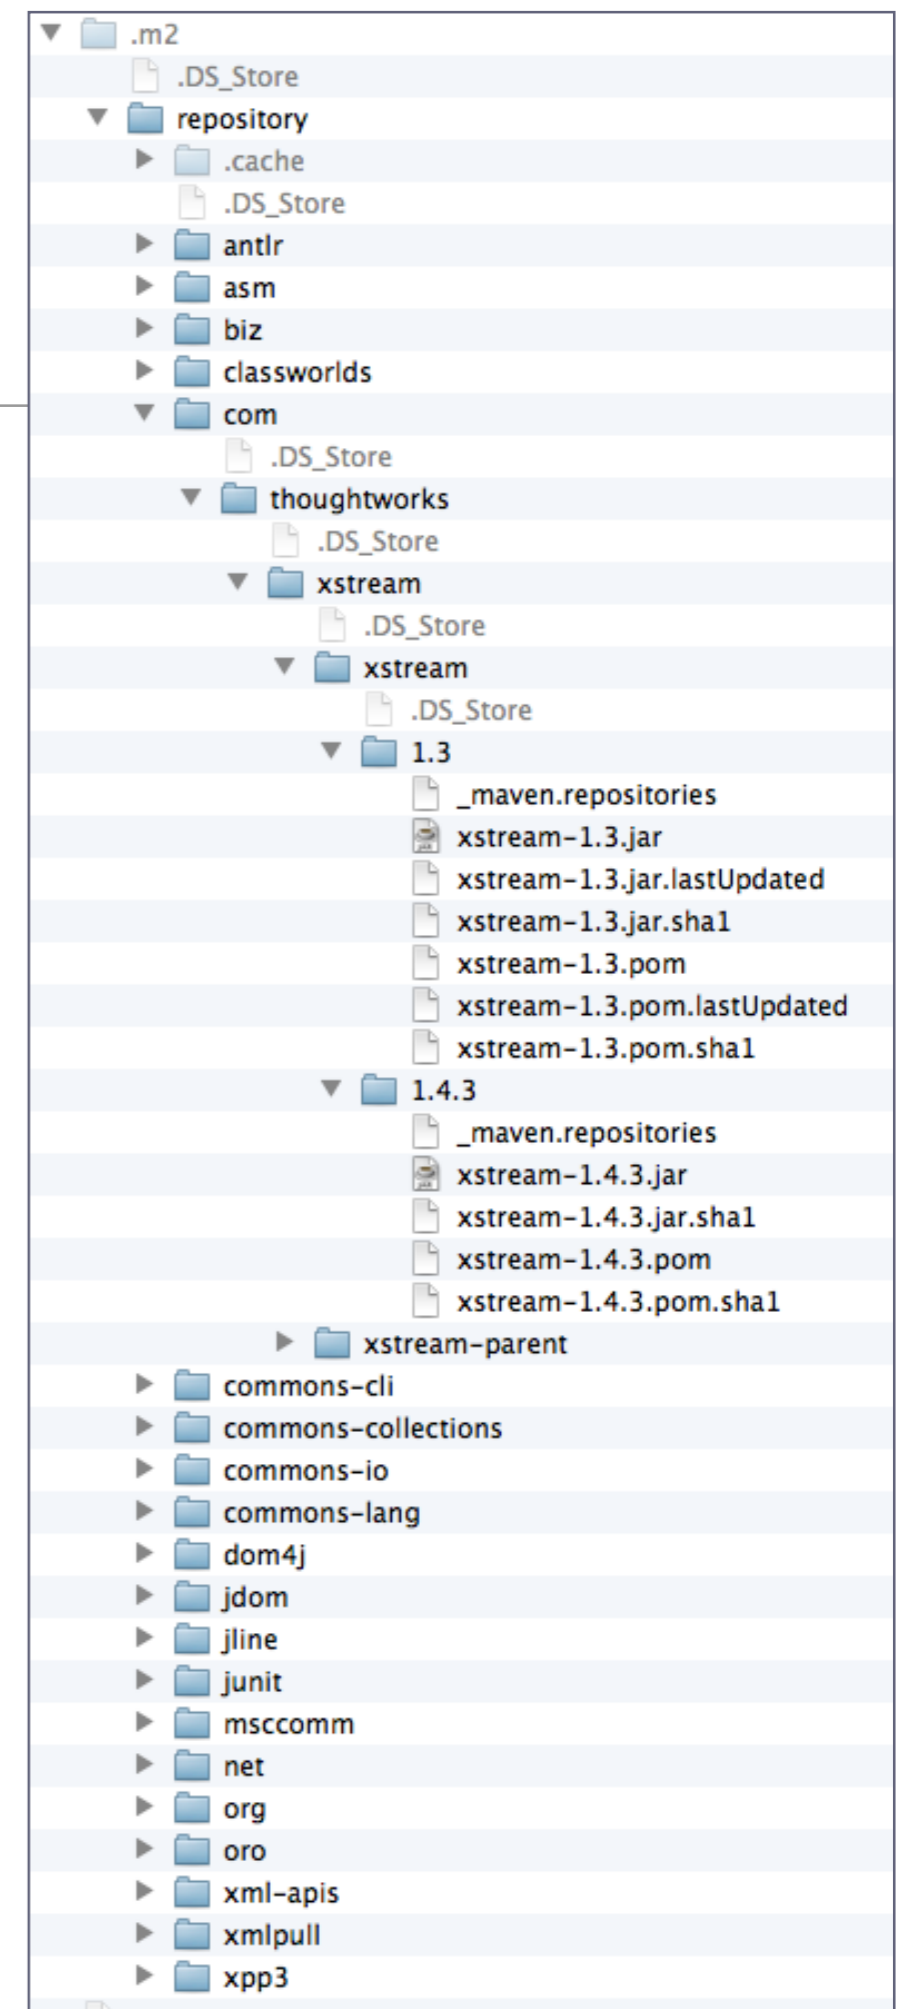 .m2
.DS_Store
repository
.cache
.DS_Store
antlr
asm
biz
classworlds
com
.DS_Store
thoughtworks
.DS_Store
xstream
.DS_Store
xstream
.DS_Store
1.3
_maven.repositories
xstream-1.3.jar
xstream-1.3.jar.lastUpdated
xstream-1.3.jar.sha1
xstream-1.3.pom
xstream-1.3.pom.lastUpdated
xstream-1.3.pom.sha1
1.4.3
_maven.repositories
xstream-1.4.3.jar
xstream-1.4.3.jar.sha1
xstream-1.4.3.pom
xstream-1.4.3.pom.sha1
xstream-parent
commons-cli
commons-collections
commons-io
commons-lang
dom4j
jdom
jline
junit
msccomm
net
org
oro
xml-apis
xmlpull
xpp3